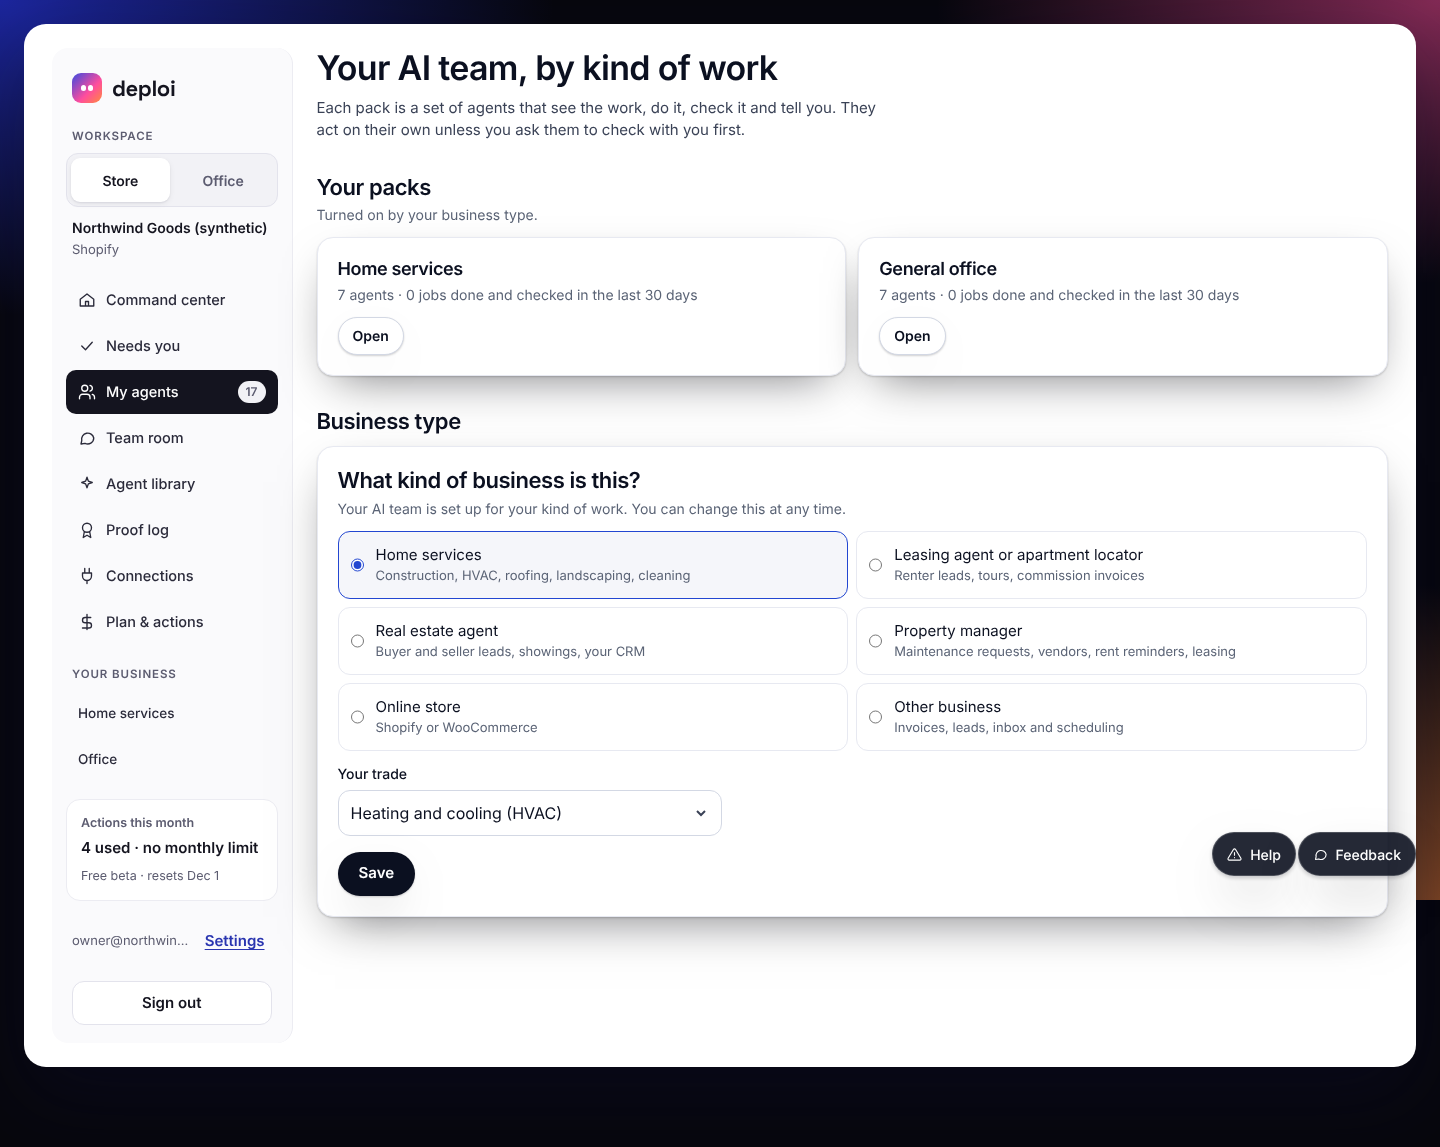 deploi
WORKSPACE
Store
Office
Northwind Goods (synthetic)
Shopify
Command center
Needs you
My agents
17
Team room
Agent library
Proof log
Connections
Plan & actions
YOUR BUSINESS
Home services
Office
Actions this month
4 used · no monthly limit
Free beta · resets Dec 1
owner@northwin...
Settings
Sign out
Your AI team, by kind of work
Each pack is a set of agents that see the work, do it, check it and tell you. They
act on their own unless you ask them to check with you first.
Your packs
Turned on by your business type.
Home services
7 agents · 0 jobs done and checked in the last 30 days
Open
General office
7 agents · 0 jobs done and checked in the last 30 days
Open
Business type
What kind of business is this?
Your AI team is set up for your kind of work. You can change this at any time.
Home services
Construction, HVAC, roofing, landscaping, cleaning
Leasing agent or apartment locator
Renter leads, tours, commission invoices
Real estate agent
Buyer and seller leads, showings, your CRM
Property manager
Maintenance requests, vendors, rent reminders, leasing
Online store
Shopify or WooCommerce
Other business
Invoices, leads, inbox and scheduling
Your trade
Heating and cooling (HVAC)
Save
Help
Feedback